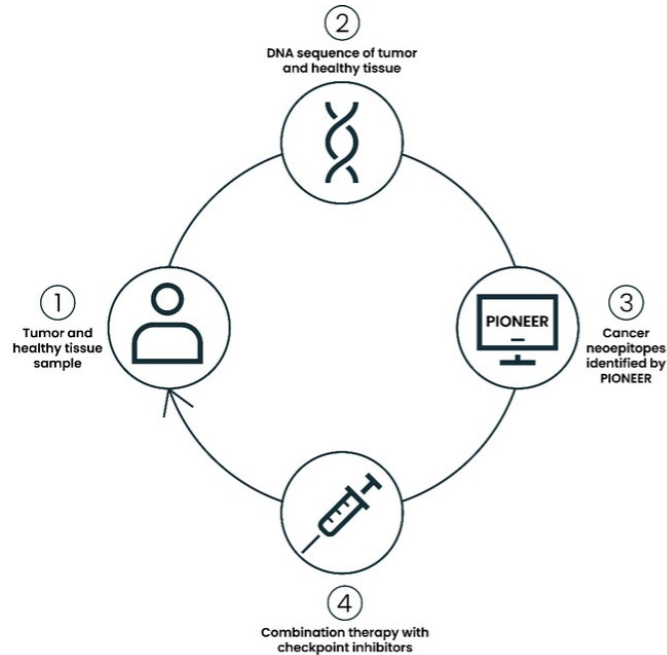 2
DNA sequence of tumor
and healthy tissue
1
Tumor and
healthy tissue
sample
PIONEER
3
Cancer
neoepitopes
identified by
PIONEER
4
Combination therapy with
checkpoint inhibitors